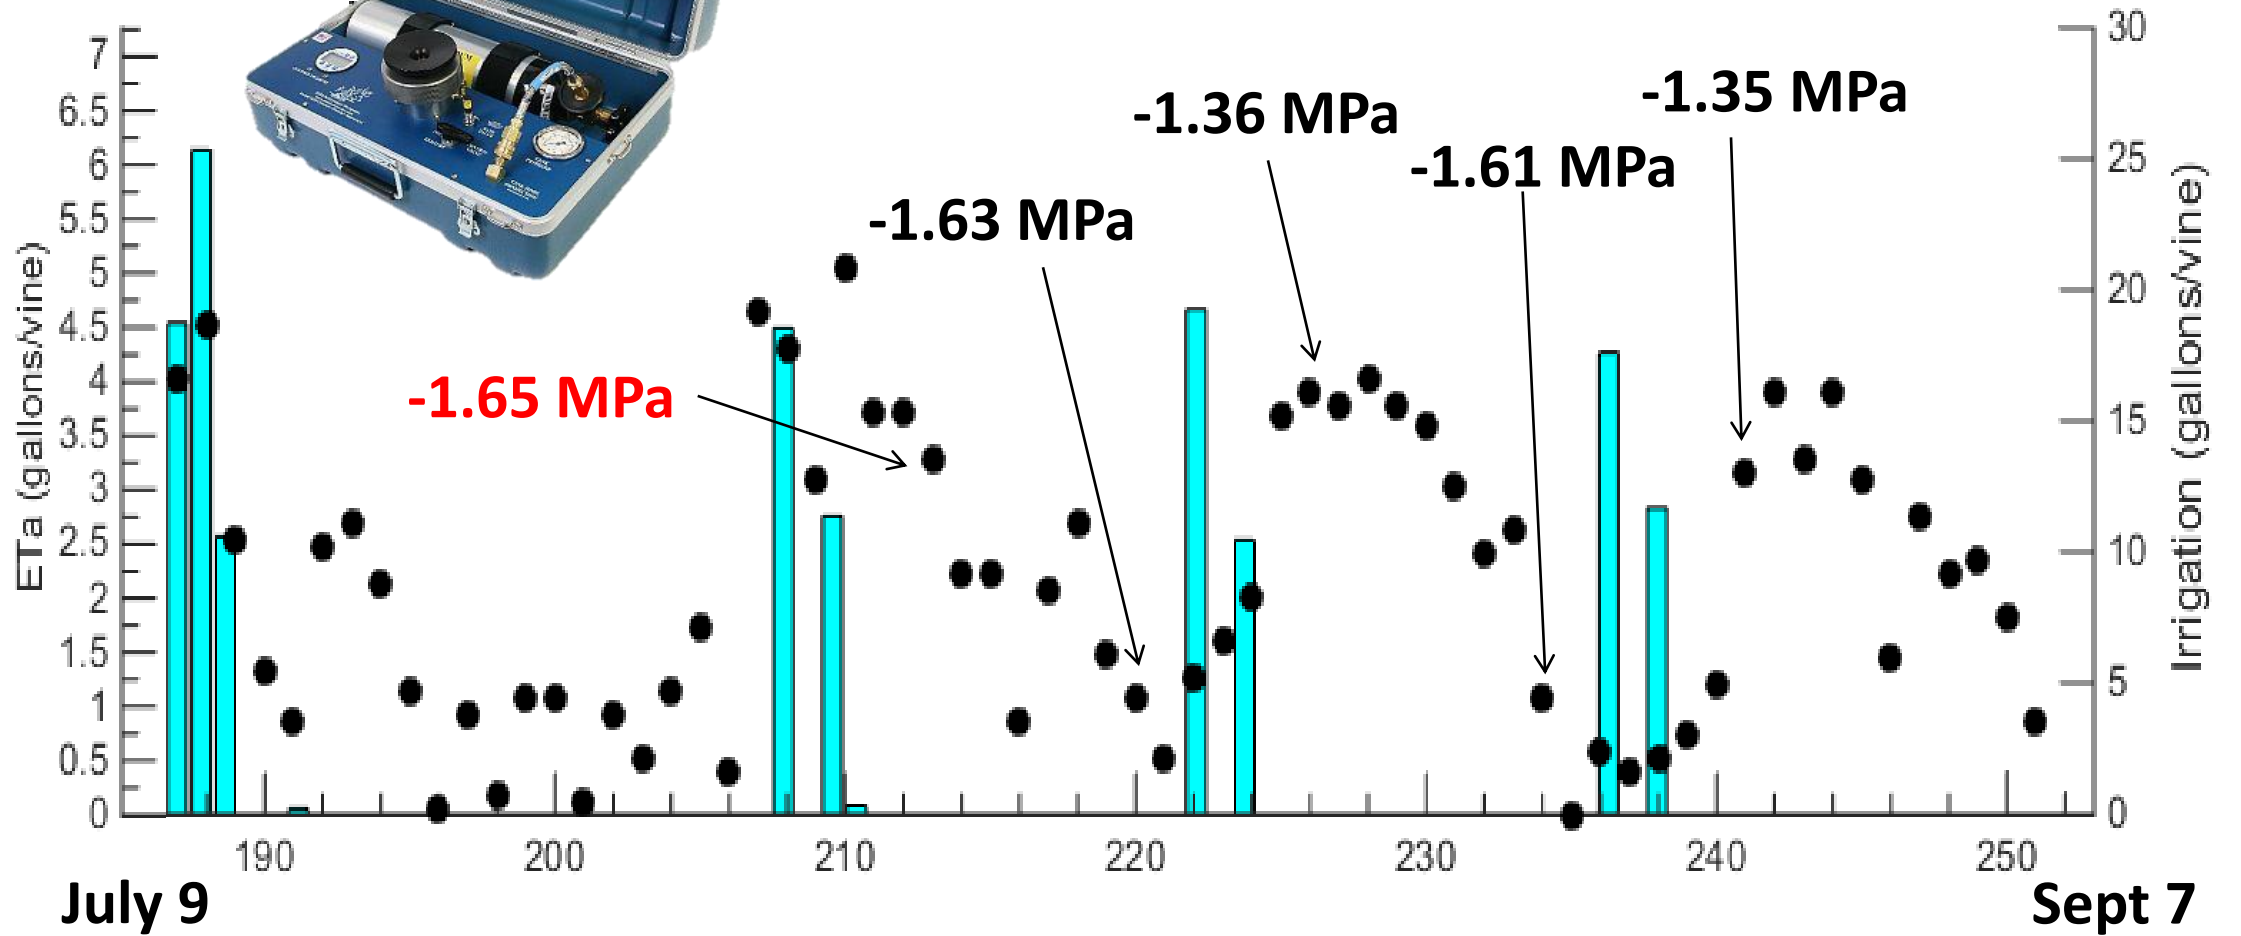 7
6.5
6
5.5
5
4.5
4
3.5
3
2.5
2
1.5
1
0.5
0
ETa (gallons/vine)
-1.65 MPa
-1.63 MPa
-1.36 MPa
-1.61 MPa
-1.35 MPa
30
25
20
15
10
5
0
Irrigation (gallons/vine)
190 200 210 220 230 240 250
July 9 Sept 7